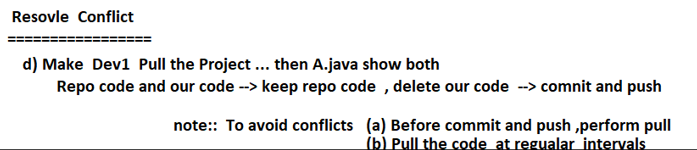 Resovle Conflict
=================
d) Make Dev1 Pull the Project ... then A.java show both
Repo code and our code --> keep repo code , delete our code --> comnit and push
note:: To avoid conflicts (a) Before commit and push ,perform pull
(b) Pull the code at regualar intervals